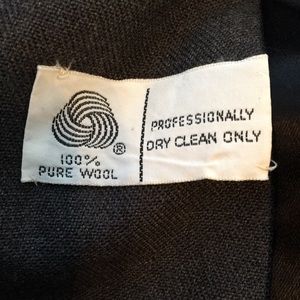 ®
100%
PURE WOOL
PROFESSIONALLY
DRY CLEAN ONLY